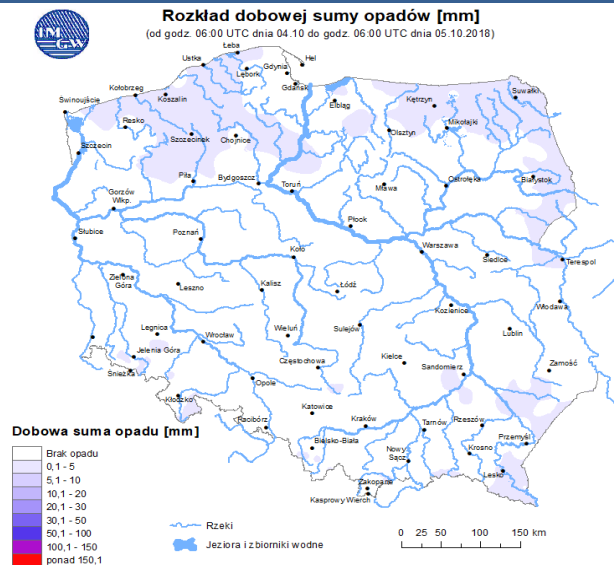 IM
GW
Rozkład dobowej sumy opadów [mm]
(od godz. 06:00 UTC dnia 04.10 do godz. 06:00 UTC dnia 05.10.2018)
Łeba
Ustka
Hel
Gdynia
Lębork
Gdańsk
Kołobrzeg
Koszalin
Suwałki
Świnoujście
Elbląg
Kętrzyn
Resko
Mikołajki
Szczecinek
Chojnice
Olsztyn
Szczecin
Piła
Bydgoszcz
Toruń
Mława
Ostrołęka
Białystok
Gorzów
Wlkp.
Płock
Słubice
Poznań
Warszawa
Koło
Siedlce
Terespol
Zielona
Góra
Leszno
Kalisz
Łódź
Kozienice
Włodawa
Legnica
Wrocław
Wieluń
Sulejów
Lublin
Jelenia Góra
Kielce
Częstochowa
Sandomierz
Zamość
Śnieżka
Opole
Kłodzko
Katowice
Racibórz
Kraków
Tarnów
Rzeszów
Przemyśl
Bielsko-Biała
Nowy
Sącz
Krosno
Lesko
Zakopane
Kasprowy Wierch
Dobowa suma opadu [mm]
Brak opadu
0,1 - 5
5,1 - 10
10,1 - 20
20,1 - 30
30,1 - 50
50,1 - 100
100,1 - 150
ponad 150,1
Rzeki
Jeziora i zbiorniki wodne
0 25 50 100 150 km